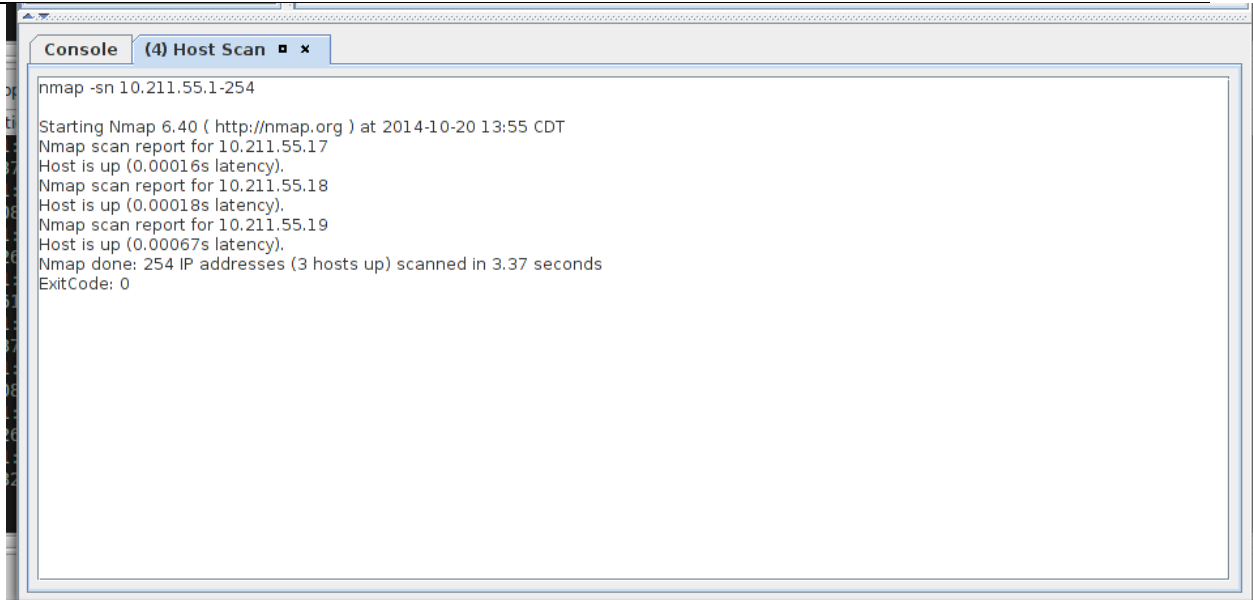 Console
(4) Host Scan
nmap -sn 10.211.55.1-254
Starting Nmap 6.40 ( http://nmap.org ) at 2014-10-20 13:55 CDT
Nmap scan report for 10.211.55.17
Host is up (0.00016s latency).
Nmap scan report for 10.211.55.18
Host is up (0.00018s latency).
Nmap scan report for 10.211.55.19
Host is up (0.00067s latency).
Nmap done: 254 IP addresses (3 hosts up) scanned in 3.37 seconds
ExitCode: 0